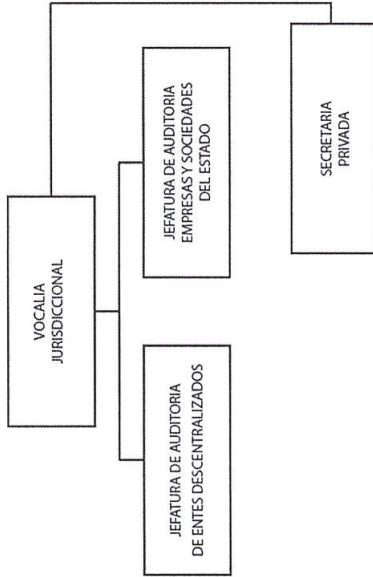 VOCALIA
JURISDICCIONAL
JEFATURA DE AUDITORIA
DE ENTES DESCENTRALIZADOS
JEFATURA DE AUDITORIA
EMPRESAS Y SOCIEDADES
DEL ESTADO
SECRETARIA
PRIVADA